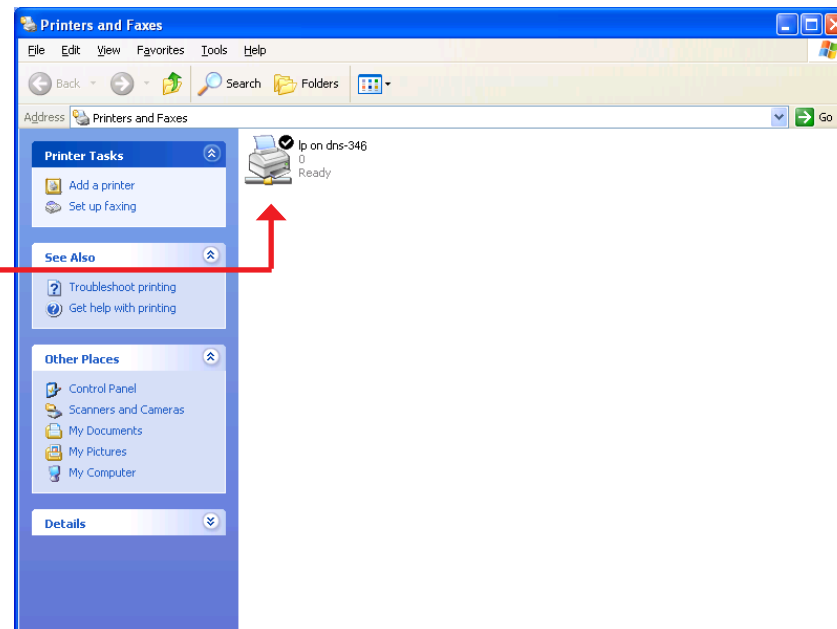 Printers and Faxes
File Edit View Favorites Tools Help
Back Search Folders
Address Printers and Faxes Go
Printer Tasks
Add a printer
Set up faxing
See Also
Troubleshoot printing
Get help with printing
Other Places
Control Panel
Scanners and Cameras
My Documents
My Pictures
My Computer
Details
lp on dns-346
0
Ready